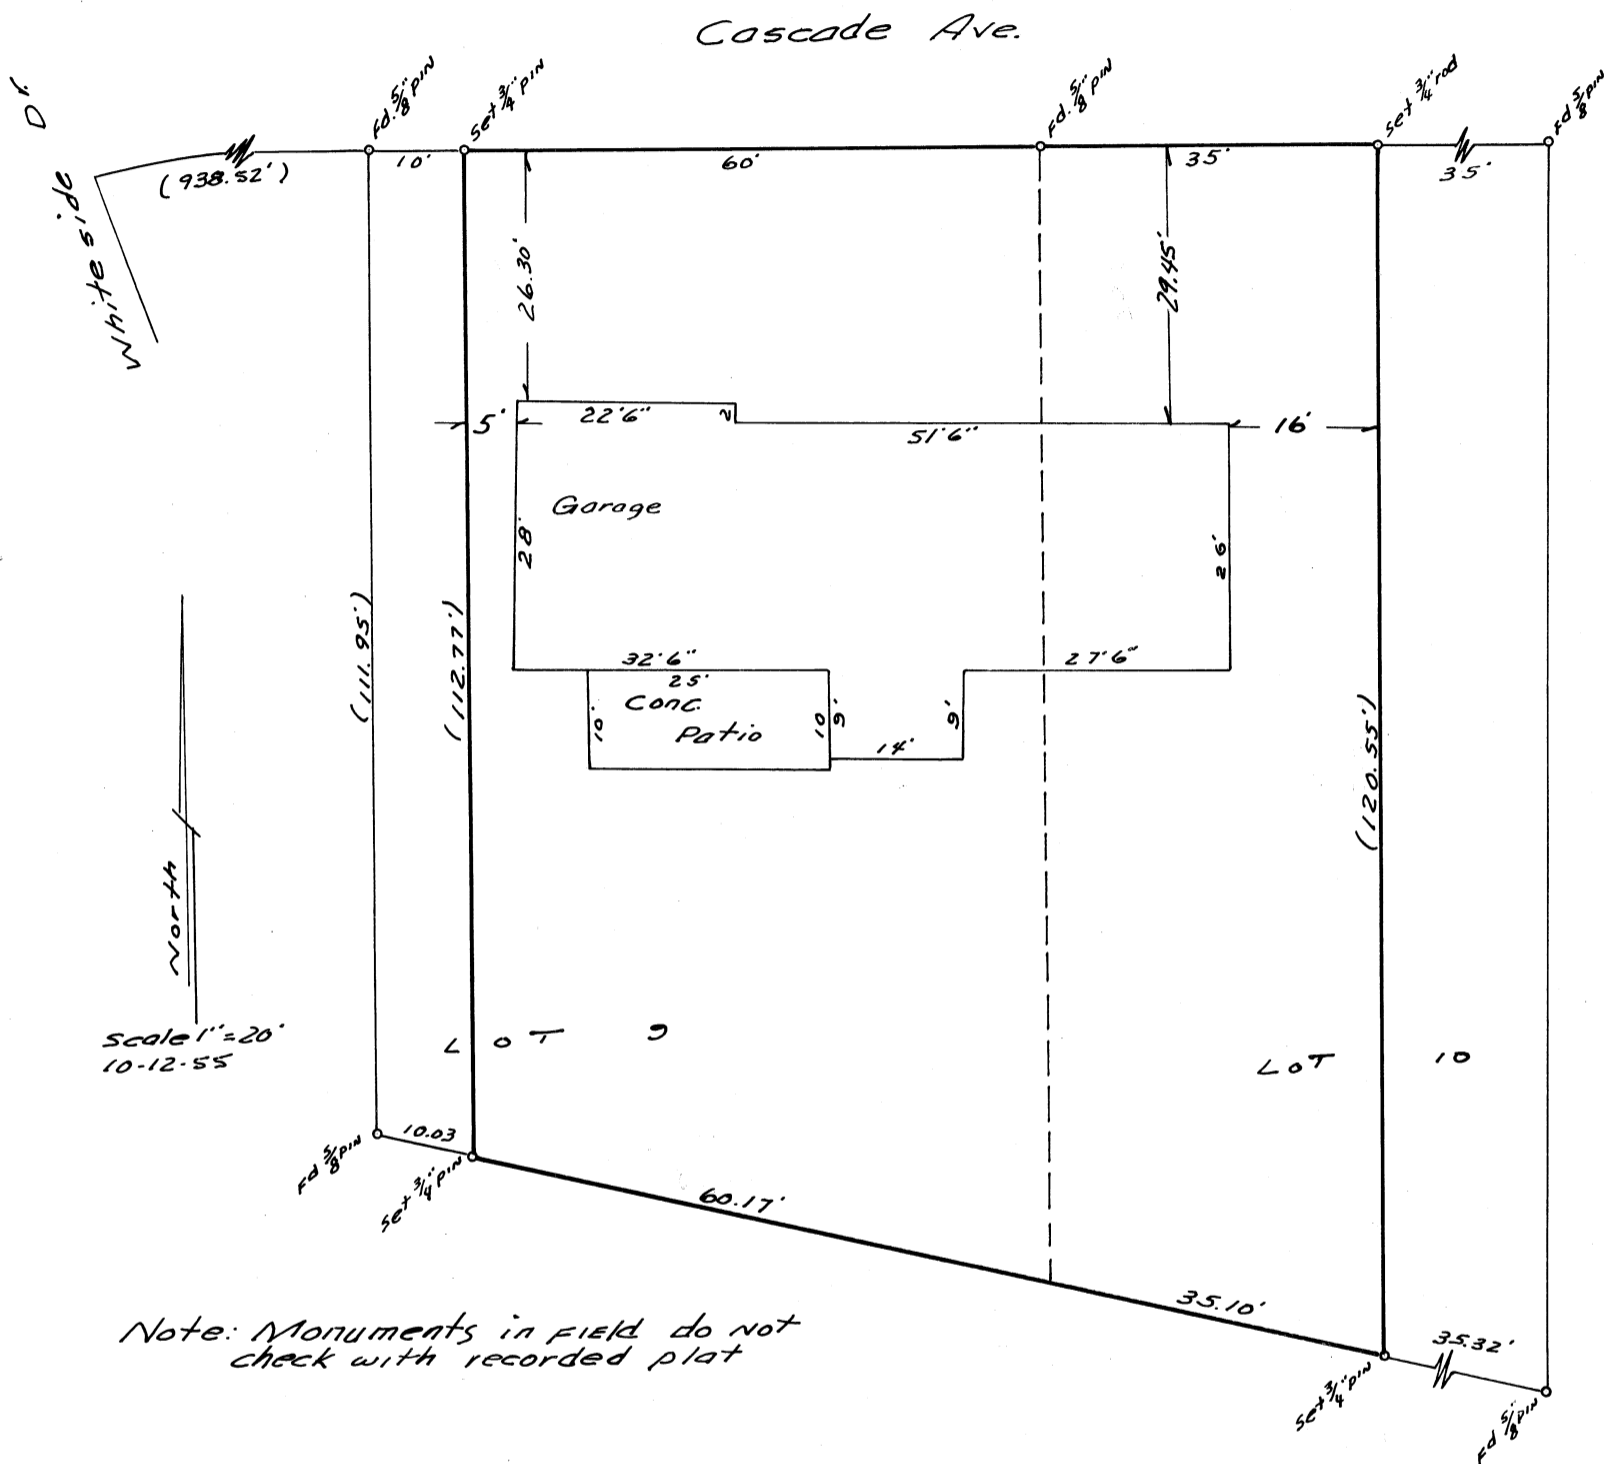 Cascade Ave.
Whiteside Dr.
Fd. 5/8" pin
Set 3/4" pin
Fd. 5/8" pin
Set 3/4" rod
Fd 5/8 pin
(938.52')
10'
60'
35'
35'
26.30'
29.45'
5'
22'6"
2
51'6"
16'
Garage
28'
26'
(111.95')
(112.77')
(120.55')
32'6"
27'6"
25'
Conc.
Patio
10'
10
9'
9'
14'
North
Scale 1"=20'
10-12-55
LOT 9
LOT 10
10.03
Fd 5/8 pin
Set 3/4" pin
60.17'
35.10'
35.32'
Set 3/4" pin
Fd 5/8" pin
Note: Monuments in FIELD do NOT
check with recorded plat